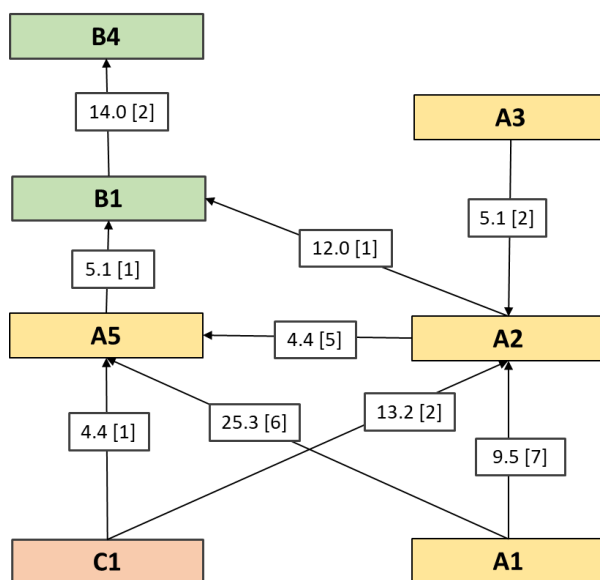 B4
14.0 [2]
A3
B1
5.1 [2]
12.0 [1]
5.1 [1]
A5
4.4 [5]
A2
4.4 [1]
25.3 [6]
13.2 [2]
9.5 [7]
C1
A1